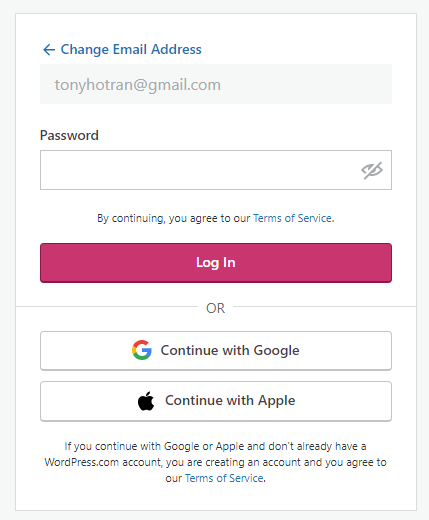 ← Change Email Address
tonyhotran@gmail.com
Password
By continuing, you agree to our Terms of Service.
Log In
OR
Continue with Google
Continue with Apple
If you continue with Google or Apple and don't already have a
WordPress.com account, you are creating an account and you agree to
our Terms of Service.